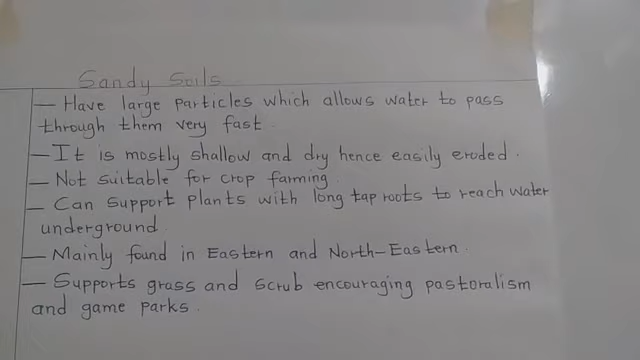 Sandy Soils
— Have large particles which allows water to pass
through them very fast.
— It is mostly shallow and dry hence easily eroded.
— Not suitable for crop farming.
— Can support plants with long tap roots to reach water
underground.
— Mainly found in Eastern and North-Eastern.
— Supports grass and scrub encouraging pastoralism
and game parks.